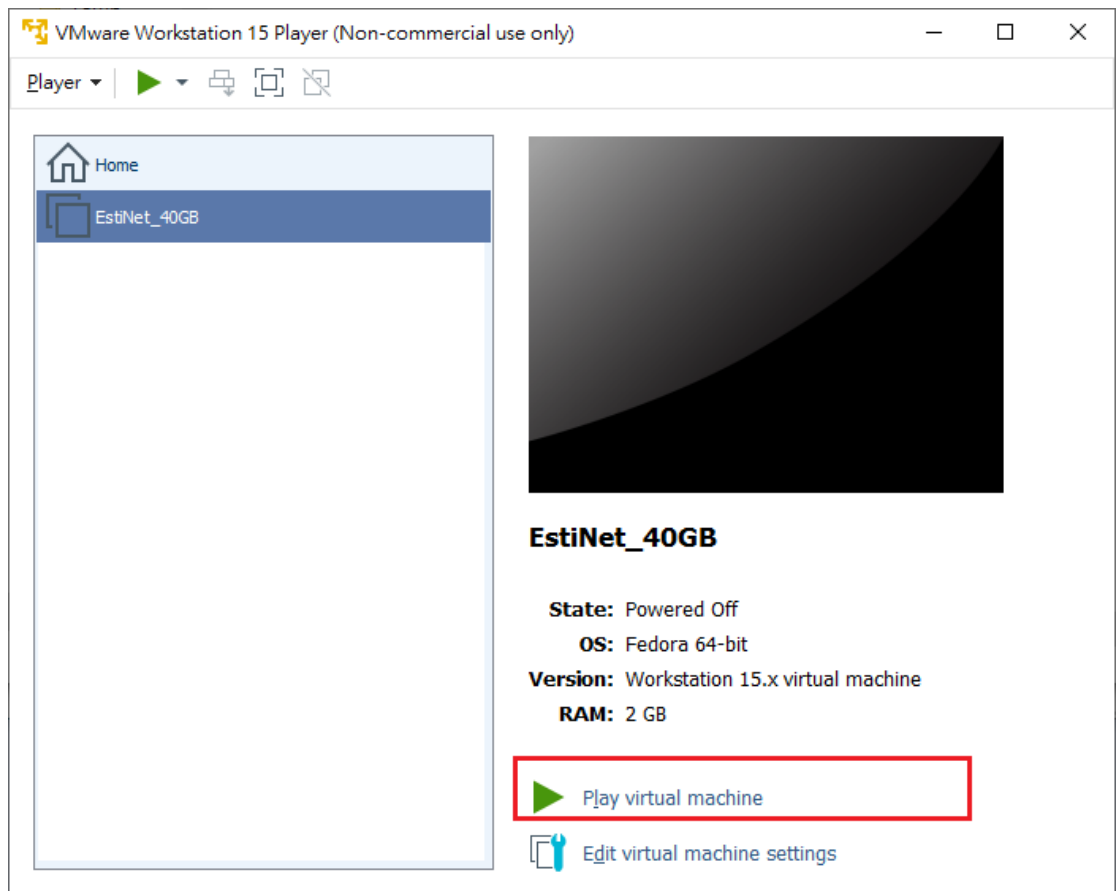 VMware Workstation 15 Player (Non-commercial use only)
Player
Home
EstiNet_40GB
EstiNet_40GB
State: Powered Off
OS: Fedora 64-bit
Version: Workstation 15.x virtual machine
RAM: 2 GB
Play virtual machine
Edit virtual machine settings